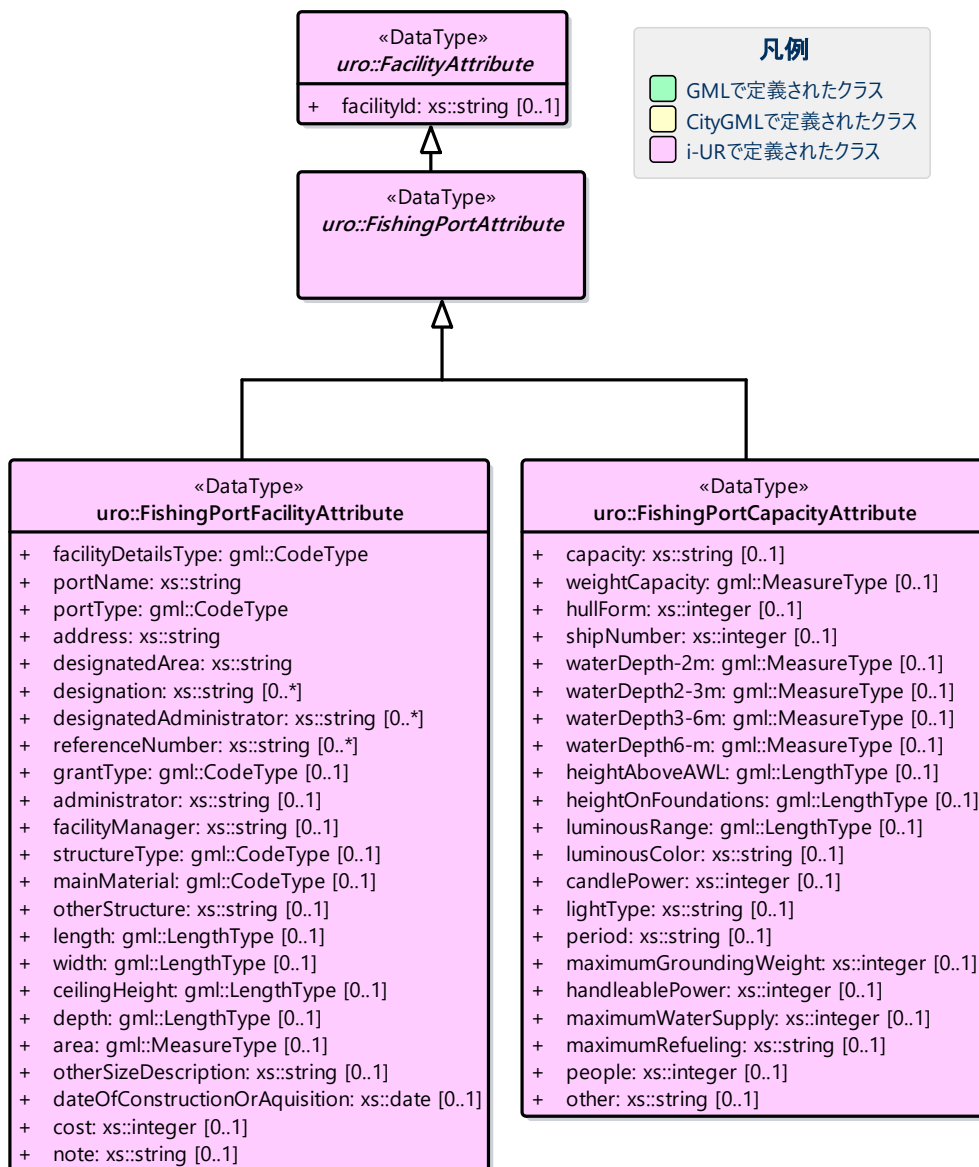 «DataType»
uro::FacilityAttribute
+ facilityId: xs::string [0..1]
凡例
GMLで定義されたクラス
CityGMLで定義されたクラス
i-URで定義されたクラス
«DataType»
uro::FishingPortAttribute
«DataType»
uro::FishingPortFacilityAttribute
+ facilityDetailsType: gml::CodeType
+ portName: xs::string
+ portType: gml::CodeType
+ address: xs::string
+ designatedArea: xs::string
+ designation: xs::string [0..*]
+ designatedAdministrator: xs::string [0..*]
+ referenceNumber: xs::string [0..*]
+ grantType: gml::CodeType [0..1]
+ administrator: xs::string [0..1]
+ facilityManager: xs::string [0..1]
+ structureType: gml::CodeType [0..1]
+ mainMaterial: gml::CodeType [0..1]
+ otherStructure: xs::string [0..1]
+ length: gml::LengthType [0..1]
+ width: gml::LengthType [0..1]
+ ceilingHeight: gml::LengthType [0..1]
+ depth: gml::LengthType [0..1]
+ area: gml::MeasureType [0..1]
+ otherSizeDescription: xs::string [0..1]
+ dateOfConstructionOrAquisition: xs::date [0..1]
+ cost: xs::integer [0..1]
+ note: xs::string [0..1]
«DataType»
uro::FishingPortCapacityAttribute
+ capacity: xs::string [0..1]
+ weightCapacity: gml::MeasureType [0..1]
+ hullForm: xs::integer [0..1]
+ shipNumber: xs::integer [0..1]
+ waterDepth-2m: gml::MeasureType [0..1]
+ waterDepth2-3m: gml::MeasureType [0..1]
+ waterDepth3-6m: gml::MeasureType [0..1]
+ waterDepth6-m: gml::MeasureType [0..1]
+ heightAboveAWL: gml::LengthType [0..1]
+ heightOnFoundations: gml::LengthType [0..1]
+ luminousRange: gml::LengthType [0..1]
+ luminousColor: xs::string [0..1]
+ candlePower: xs::integer [0..1]
+ lightType: xs::string [0..1]
+ period: xs::string [0..1]
+ maximumGroundingWeight: xs::integer [0..1]
+ handleablePower: xs::integer [0..1]
+ maximumWaterSupply: xs::integer [0..1]
+ maximumRefueling: xs::string [0..1]
+ people: xs::integer [0..1]
+ other: xs::string [0..1]